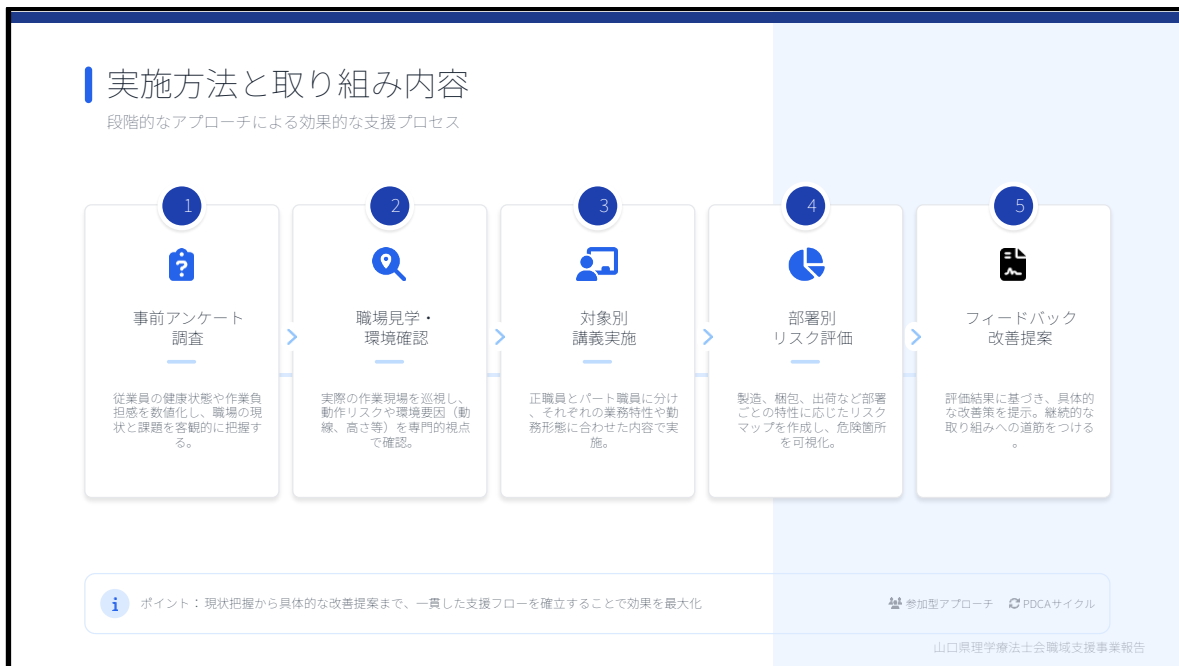 実施方法と取り組み内容
段階的なアプローチによる効果的な支援プロセス
1
事前アンケート
調査
従業員の健康状態や作業負
担感を数値化し、職場の現
状と課題を客観的に把握す
る。
2
職場見学・
環境確認
実際の作業現場を巡視し、
動作リスクや環境要因（動
線、高さ等）を専門的視点
で確認。
3
対象別
講義実施
正職員とパート職員に分け
、それぞれの業務特性や勤
務形態に合わせた内容で実
施。
4
部署別
リスク評価
製造、梱包、出荷など部署
ごとの特性に応じたリスク
マップを作成し、危険箇所
を可視化。
5
フィードバック
改善提案
評価結果に基づき、具体的
な改善策を提示。継続的な
取り組みへの道筋をつける
。
ポイント：現状把握から具体的な改善提案まで、一貫した支援フローを確立することで効果を最大化
参加型アプローチ PDCAサイクル
山口県理学療法士会職域支援事業報告